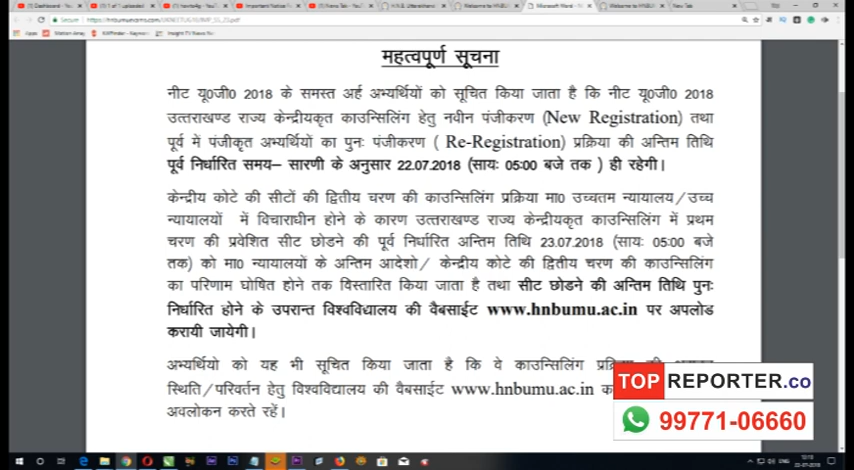 Secure
Apps
महत्वपूर्ण सूचना
नीट यू0जी0 2018 के समस्त अर्ह अभ्यर्थियों को सूचित किया जाता है कि नीट यू0जी0 2018
उत्तराखण्ड राज्य केन्द्रीयकृत काउन्सिलिंग हेतु नवीन पंजीकरण (New Registration) तथा
पूर्व में पंजीकृत अभ्यर्थियों का पुनः पंजीकरण ( Re-Registration) प्रक्रिया की अन्तिम तिथि
पूर्व निर्धारित समय– सारणी के अनुसार 22.07.2018 (सायः 05:00 बजे तक ) ही रहेगी।
केन्द्रीय कोटे की सीटों की द्वितीय चरण की काउन्सिलिंग प्रक्रिया मा0 उच्चतम न्यायालय/उच्च
न्यायालयों में विचाराधीन होने के कारण उत्तराखण्ड राज्य केन्द्रीयकृत काउन्सिलिंग में प्रथम
चरण की प्रवेशित सीट छोडने की पूर्व निर्धारित अन्तिम तिथि 23.07.2018 (सायः 05:00 बजे
तक) को मा0 न्यायालयों के अन्तिम आदेशो/ केन्द्रीय कोटे की द्वितीय चरण की काउन्सिलिंग
का परिणाम घोषित होने तक विस्तारित किया जाता है तथा सीट छोडने की अन्तिम तिथि पुनः
निर्धारित होने के उपरान्त विश्वविद्यालय की वैबसाईट www.hnbumu.ac.in पर अपलोड
करायी जायेगी।
अभ्यर्थियो को यह भी सूचित किया जाता है कि वे काउन्सिलिंग
स्थिति/परिवर्तन हेतु विश्वविद्यालय की वैबसाईट www.hnbumu.ac.in
अवलोकन करते रहें।
TOP REPORTER.co
99771-06660